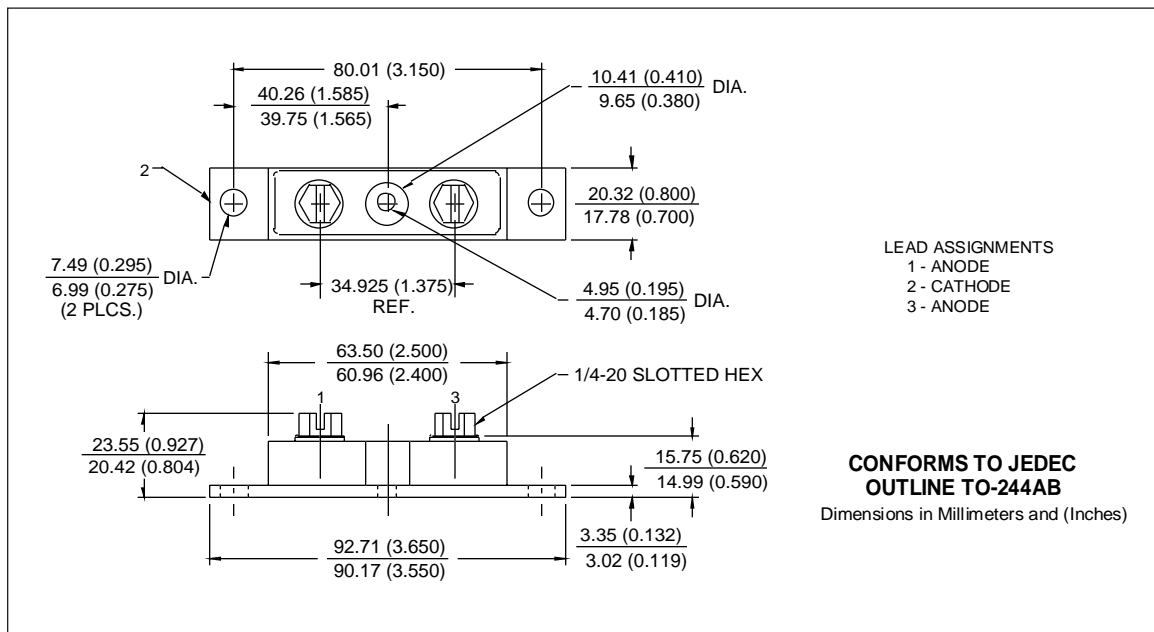 80.01 (3.150)
40.26 (1.585)
39.75 (1.565)
10.41 (0.410)
9.65 (0.380)
DIA.
2
20.32 (0.800)
17.78 (0.700)
7.49 (0.295)
6.99 (0.275)
DIA.
(2 PLCS.)
34.925 (1.375)
REF.
4.95 (0.195)
4.70 (0.185)
DIA.
LEAD ASSIGNMENTS
1 - ANODE
2 - CATHODE
3 - ANODE
63.50 (2.500)
60.96 (2.400)
1/4-20 SLOTTED HEX
1
3
23.55 (0.927)
20.42 (0.804)
15.75 (0.620)
14.99 (0.590)
3.35 (0.132)
3.02 (0.119)
92.71 (3.650)
90.17 (3.550)
CONFORMS TO JEDEC
OUTLINE TO-244AB
Dimensions in Millimeters and (Inches)